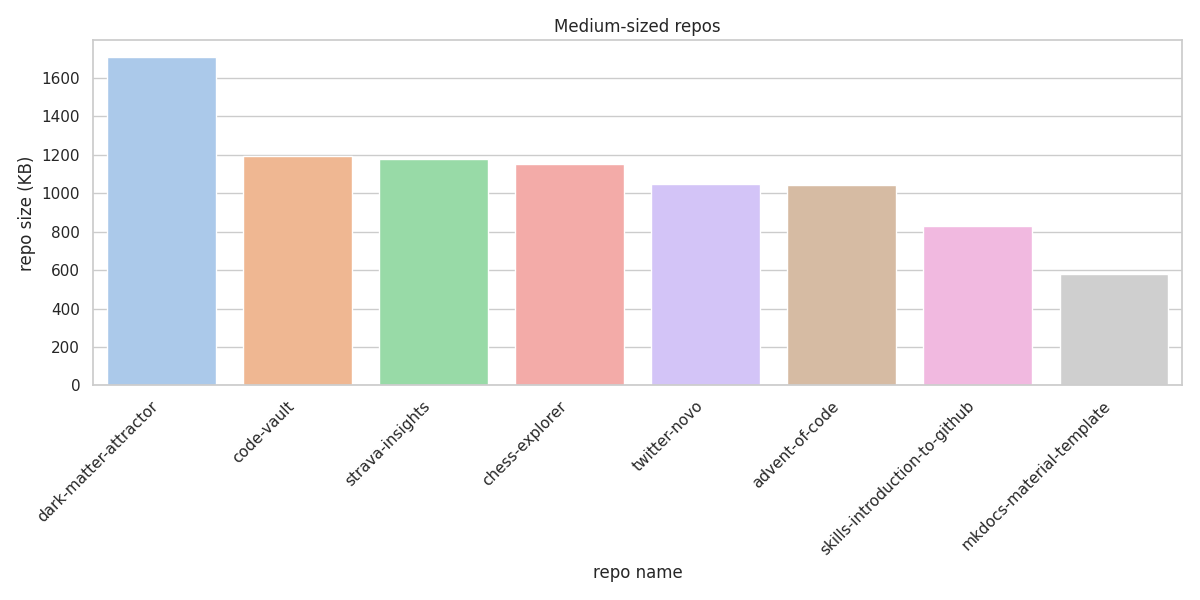 Medium-sized repos
repo size (KB)
1600
1400
1200
1000
800
600
400
200
0
dark-matter-attractor
code-vault
strava-insights
chess-explorer
twitter-novo
advent-of-code
skills-introduction-to-github
mkdocs-material-template
repo name